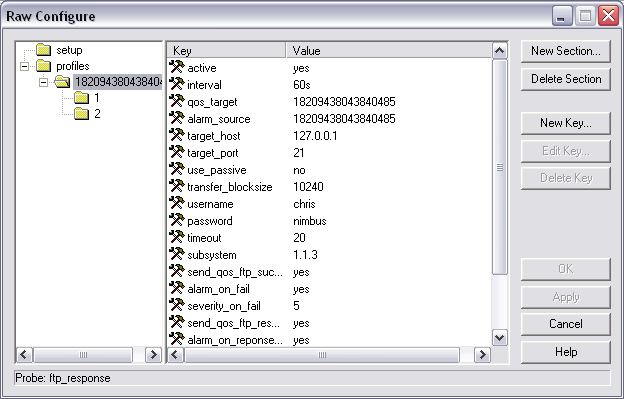 Raw Configure
setup
profiles
182094380438404
1
2
Key Value
active yes
interval 60s
qos_target 18209438043840485
alarm_source 18209438043840485
target_host 127.0.0.1
target_port 21
use_passive no
transfer_blocksize 10240
username chris
password nimbus
timeout 20
subsystem 1.1.3
send_qos_ftp_suc... yes
alarm_on_fail yes
severity_on_fail 5
send_qos_ftp_res... yes
alarm_on_reponse... yes
New Section...
Delete Section
New Key...
Edit Key...
Delete Key
OK
Apply
Cancel
Help
Probe: ftp_response